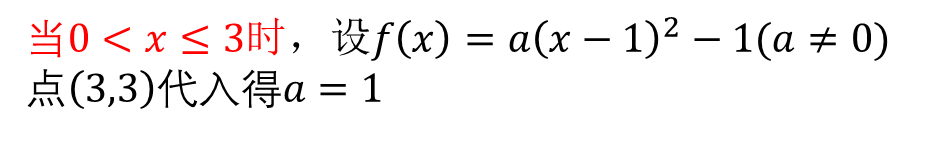 当0 < x ≤ 3时，设f(x) = a(x − 1)² − 1(a ≠ 0)
点(3,3)代入得a = 1